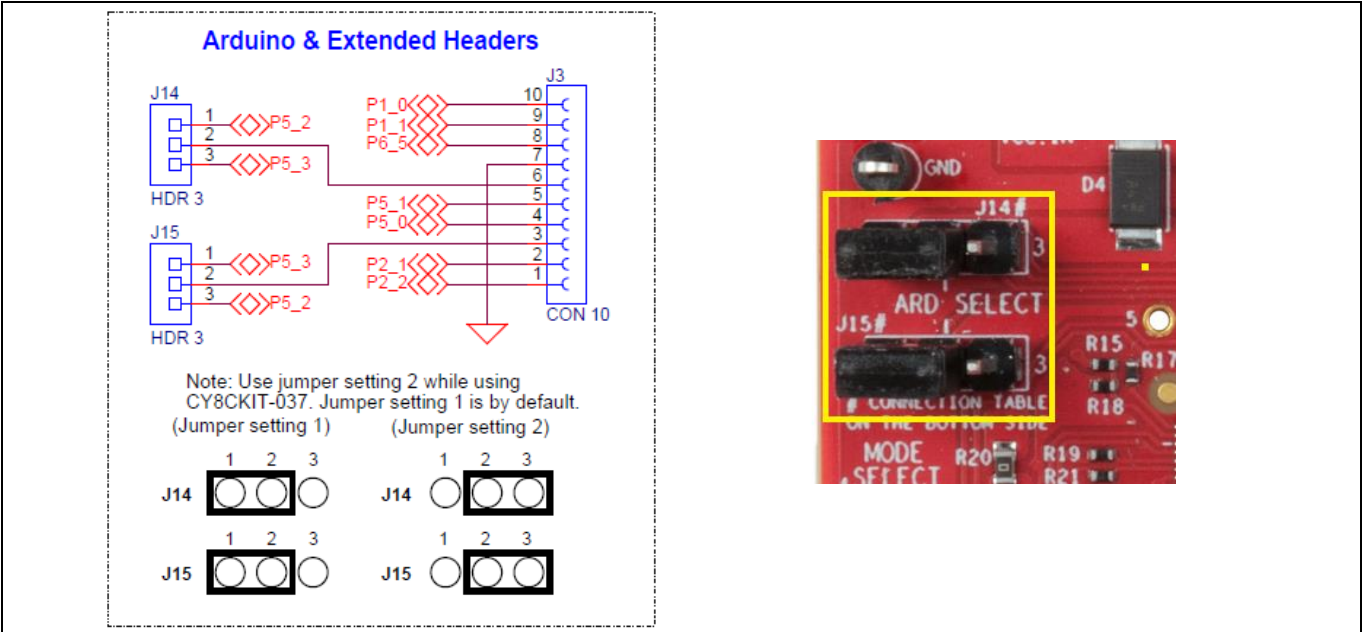 Arduino & Extended Headers
J14
1
P5_2
2
3
P5_3
HDR 3
J15
1
P5_3
2
3
P5_2
HDR 3
J3
P1_0
10
P1_1
9
P6_5
8
7
6
P5_1
5
P5_0
4
3
P2_1
2
P2_2
1
CON 10
Note: Use jumper setting 2 while using
CY8CKIT-037. Jumper setting 1 is by default.
(Jumper setting 1)
(Jumper setting 2)
1 2 3
J14
1 2 3
J14
1 2 3
J15
1 2 3
J15
GND
D4
J14#
3
ARD SELECT
J15#
3
# CONNECTION TABLE
ON THE BOTTOM SIDE
MODE
SELECT
5
R15
R17
R18
R20
R19
R21